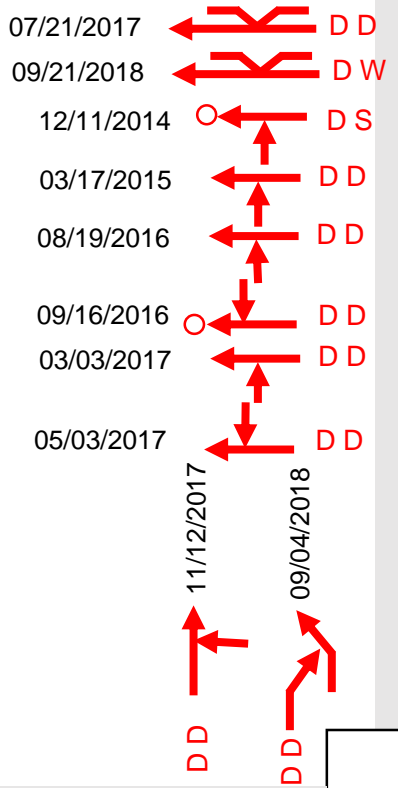 07/21/2017 D D
09/21/2018 D W
12/11/2014 D S
03/17/2015 D D
08/19/2016 D D
09/16/2016 D D
03/03/2017 D D
05/03/2017 D D
11/12/2017
09/04/2018
D D
D D